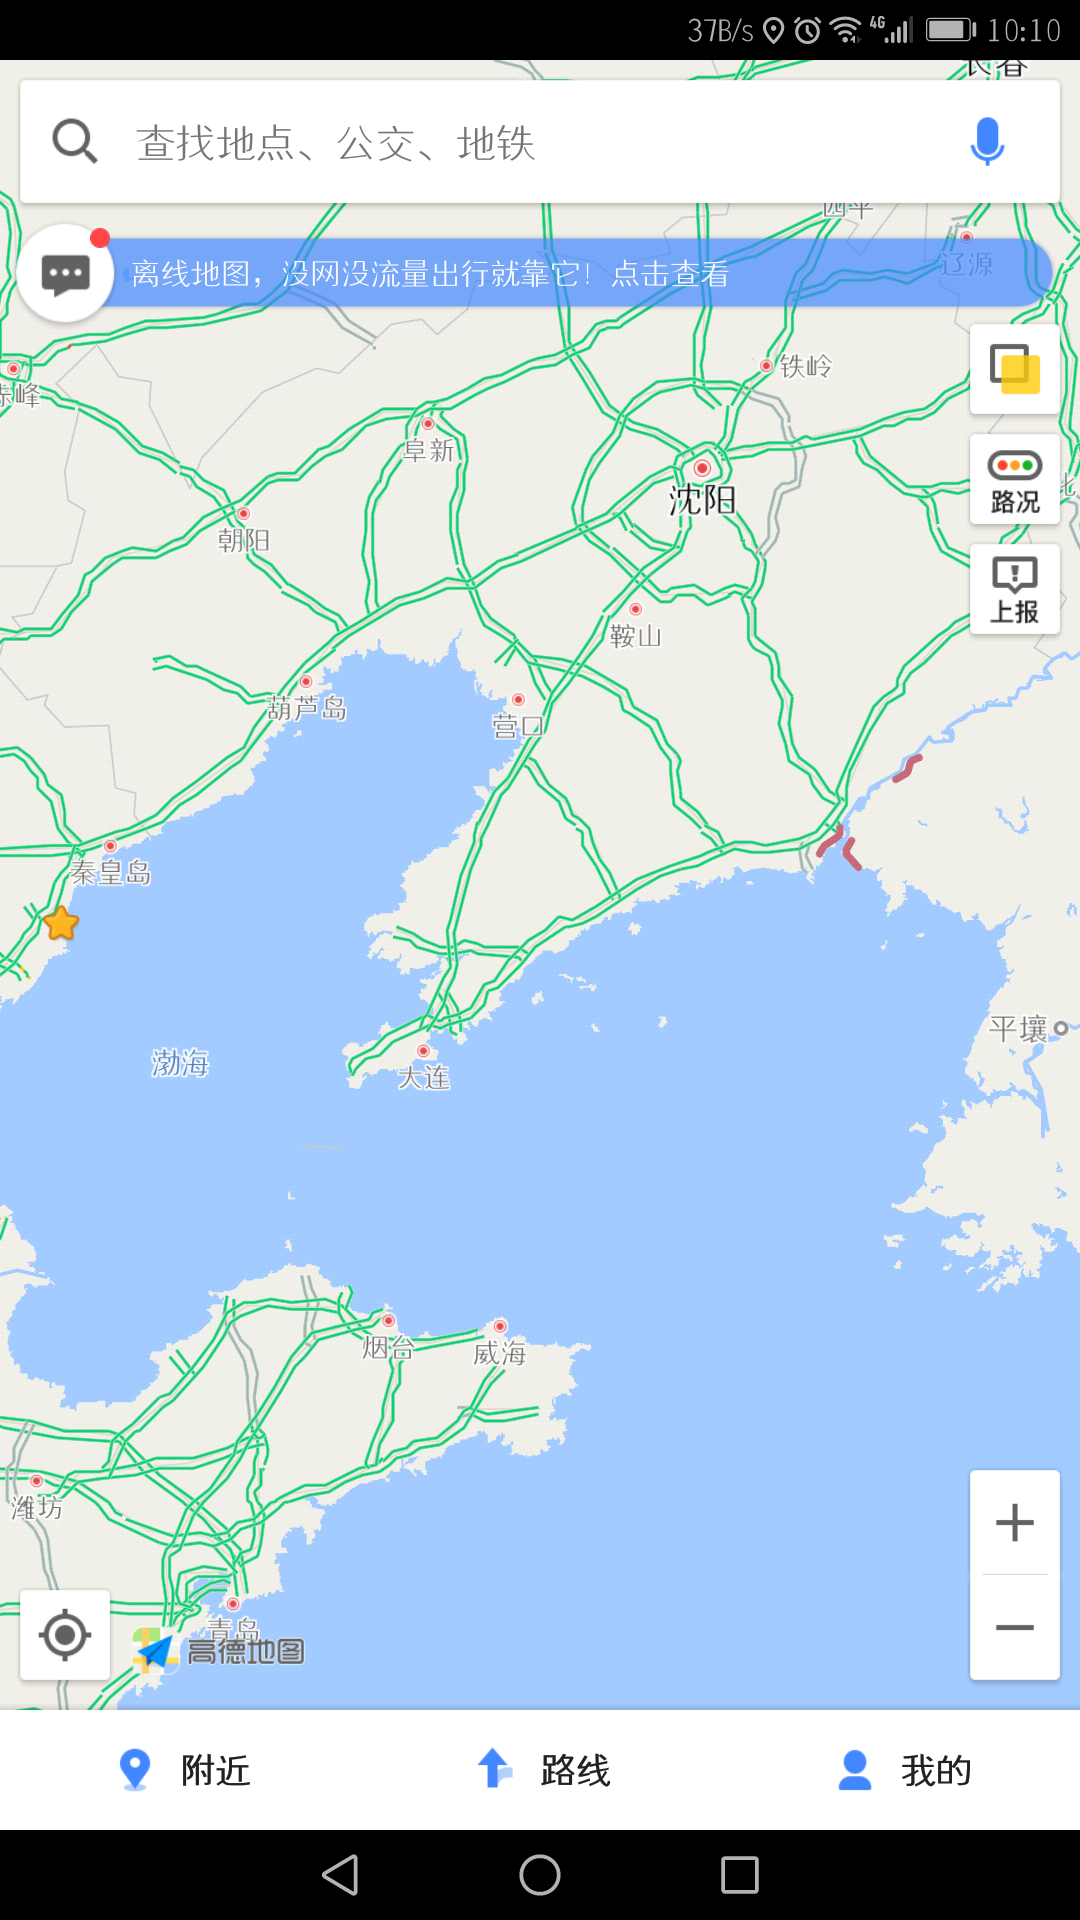 37B/s 4G 10:10
长春
查找地点、公交、地铁
四平
离线地图，没网没流量出行就靠它！点击查看
辽源
铁岭
赤峰
阜新
沈阳
路况
朝阳
上报
鞍山
葫芦岛
营口
秦皇岛
平壤
渤海
大连
烟台
威海
潍坊
青岛
高德地图
附近
路线
我的